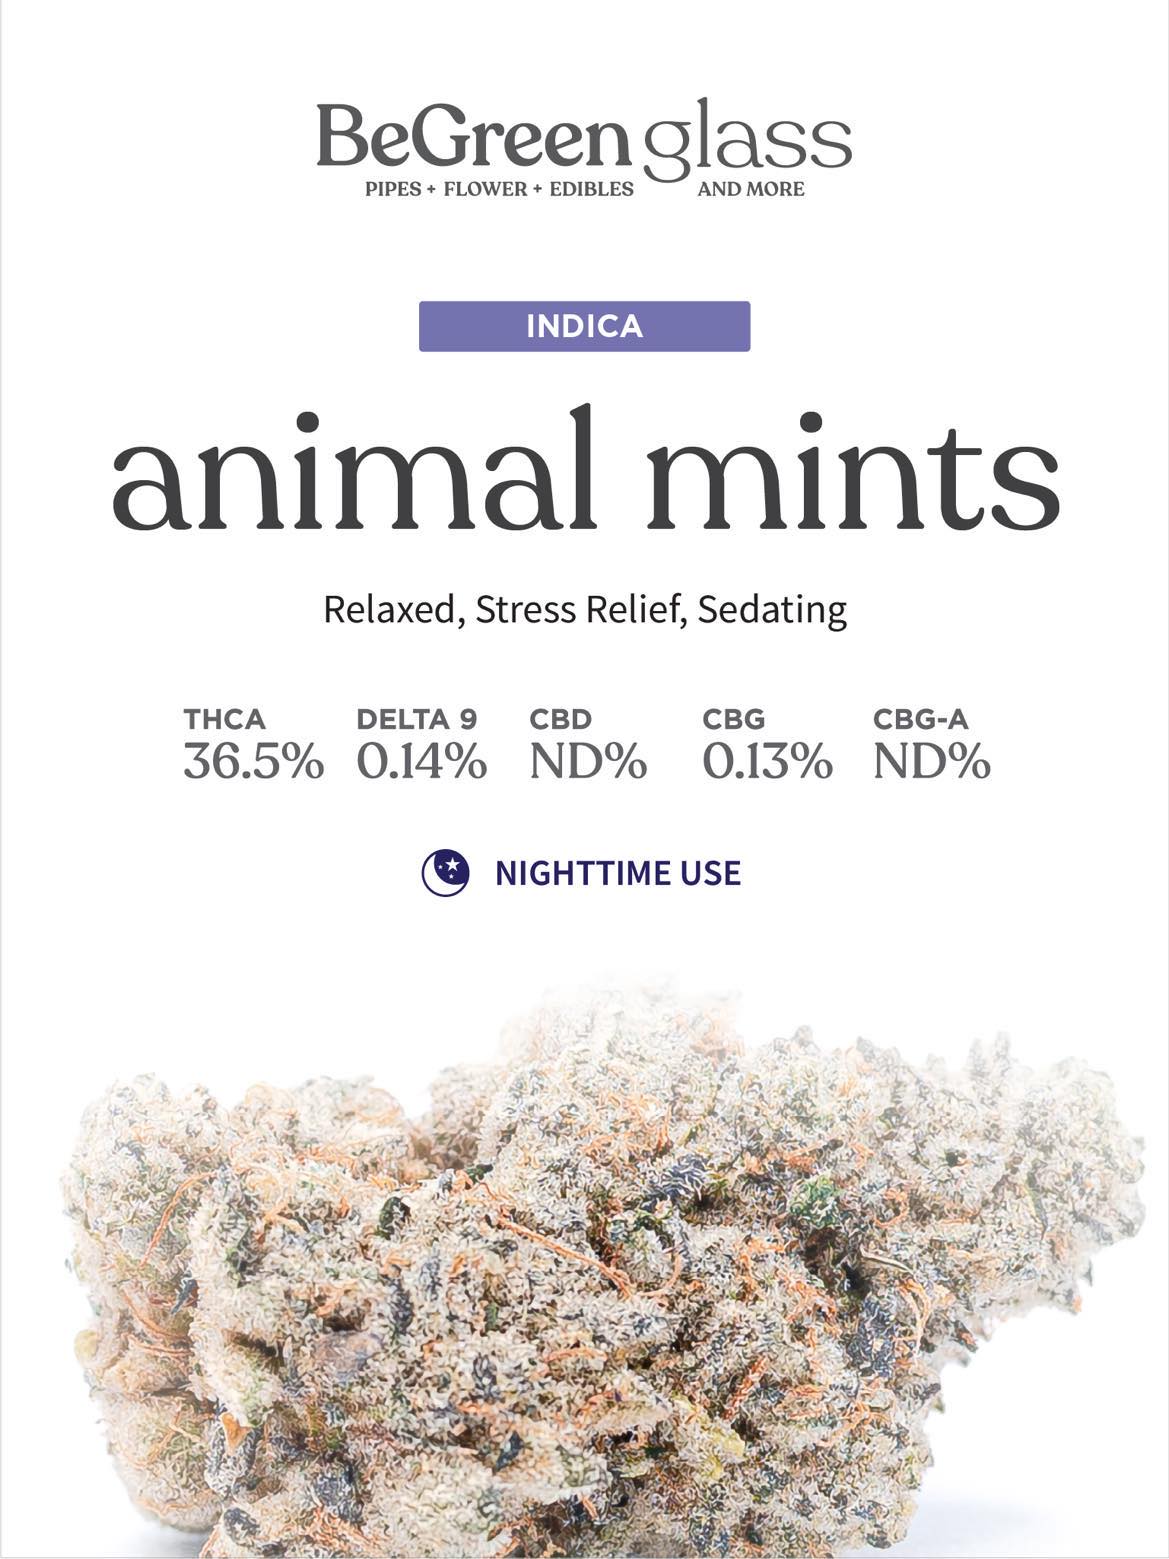 BeGreen glass
PIPES + FLOWER + EDIBLES AND MORE
INDICA
animal mints
Relaxed, Stress Relief, Sedating
THCA DELTA 9 CBD CBG CBG-A
36.5% 0.14% ND% 0.13% ND%
NIGHTTIME USE